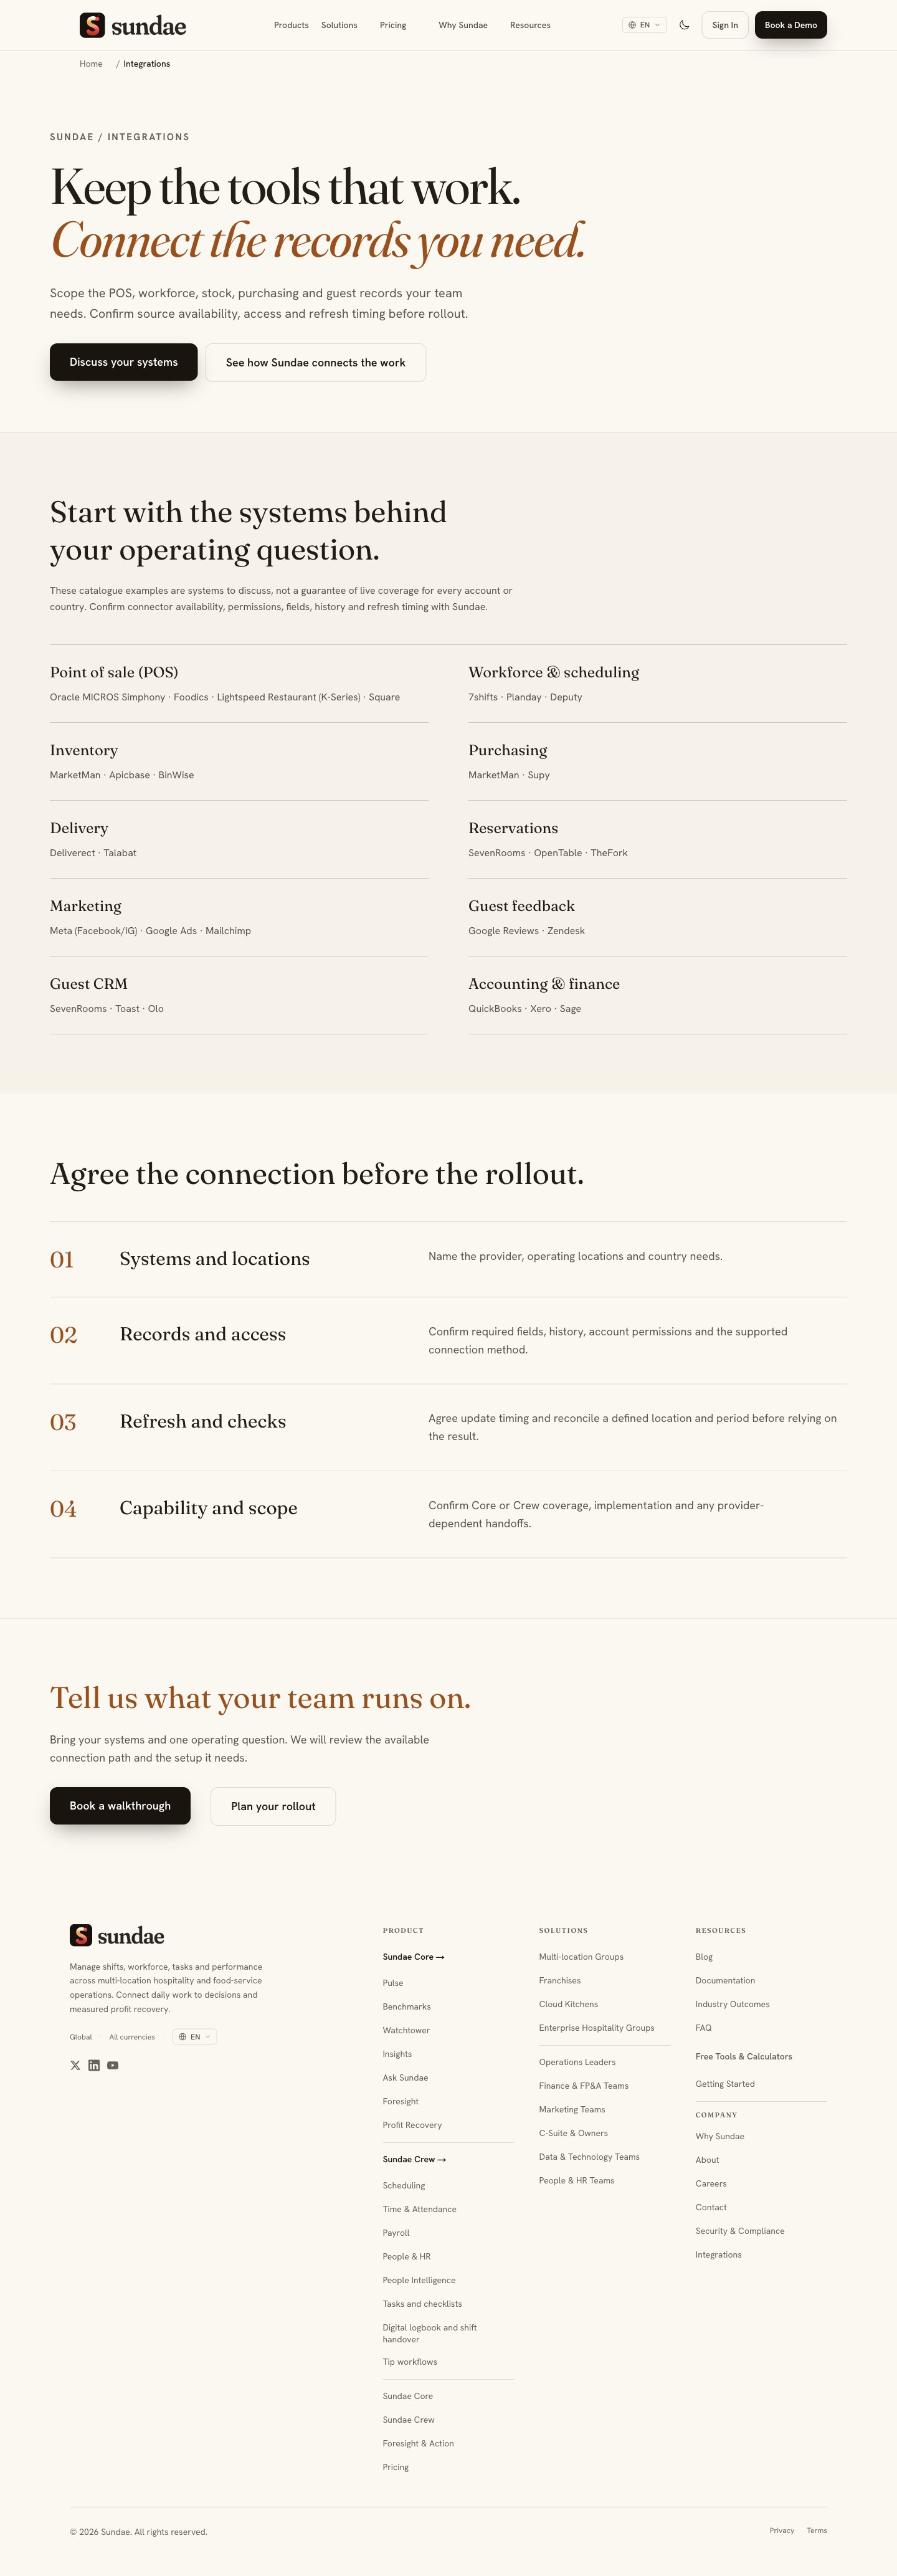 sundae
Products Solutions Pricing Why Sundae Resources EN Sign In Book a Demo
Home / Integrations
SUNDAE / INTEGRATIONS
Keep the tools that work.
Connect the records you need.
Scope the POS, workforce, stock, purchasing and guest records your team
needs. Confirm source availability, access and refresh timing before rollout.
Discuss your systems See how Sundae connects the work
Start with the systems behind
your operating question.
These catalogue examples are systems to discuss, not a guarantee of live coverage for every account or
country. Confirm connector availability, permissions, fields, history and refresh timing with Sundae.
Point of sale (POS)
Oracle MICROS Simphony · Foodics · Lightspeed Restaurant (K-Series) · Square
Workforce & scheduling
7shifts · Planday · Deputy
Inventory
MarketMan · Apicbase · BinWise
Purchasing
MarketMan · Supy
Delivery
Deliverect · Talabat
Reservations
SevenRooms · OpenTable · TheFork
Marketing
Meta (Facebook/IG) · Google Ads · Mailchimp
Guest feedback
Google Reviews · Zendesk
Guest CRM
SevenRooms · Toast · Olo
Accounting & finance
QuickBooks · Xero · Sage
Agree the connection before the rollout.
01 Systems and locations
Name the provider, operating locations and country needs.
02 Records and access
Confirm required fields, history, account permissions and the supported
connection method.
03 Refresh and checks
Agree update timing and reconcile a defined location and period before relying on
the result.
04 Capability and scope
Confirm Core or Crew coverage, implementation and any provider-
dependent handoffs.
Tell us what your team runs on.
Bring your systems and one operating question. We will review the available
connection path and the setup it needs.
Book a walkthrough Plan your rollout
sundae
Manage shifts, workforce, tasks and performance
across multi-location hospitality and food-service
operations. Connect daily work to decisions and
measured profit recovery.
Global · All currencies · EN
PRODUCT
Sundae Core →
Pulse
Benchmarks
Watchtower
Insights
Ask Sundae
Foresight
Profit Recovery
Sundae Crew →
Scheduling
Time & Attendance
Payroll
People & HR
People Intelligence
Tasks and checklists
Digital logbook and shift
handover
Tip workflows
Sundae Core
Sundae Crew
Foresight & Action
Pricing
SOLUTIONS
Multi-location Groups
Franchises
Cloud Kitchens
Enterprise Hospitality Groups
Operations Leaders
Finance & FP&A Teams
Marketing Teams
C-Suite & Owners
Data & Technology Teams
People & HR Teams
RESOURCES
Blog
Documentation
Industry Outcomes
FAQ
Free Tools & Calculators
Getting Started
COMPANY
Why Sundae
About
Careers
Contact
Security & Compliance
Integrations
© 2026 Sundae. All rights reserved.
Privacy Terms